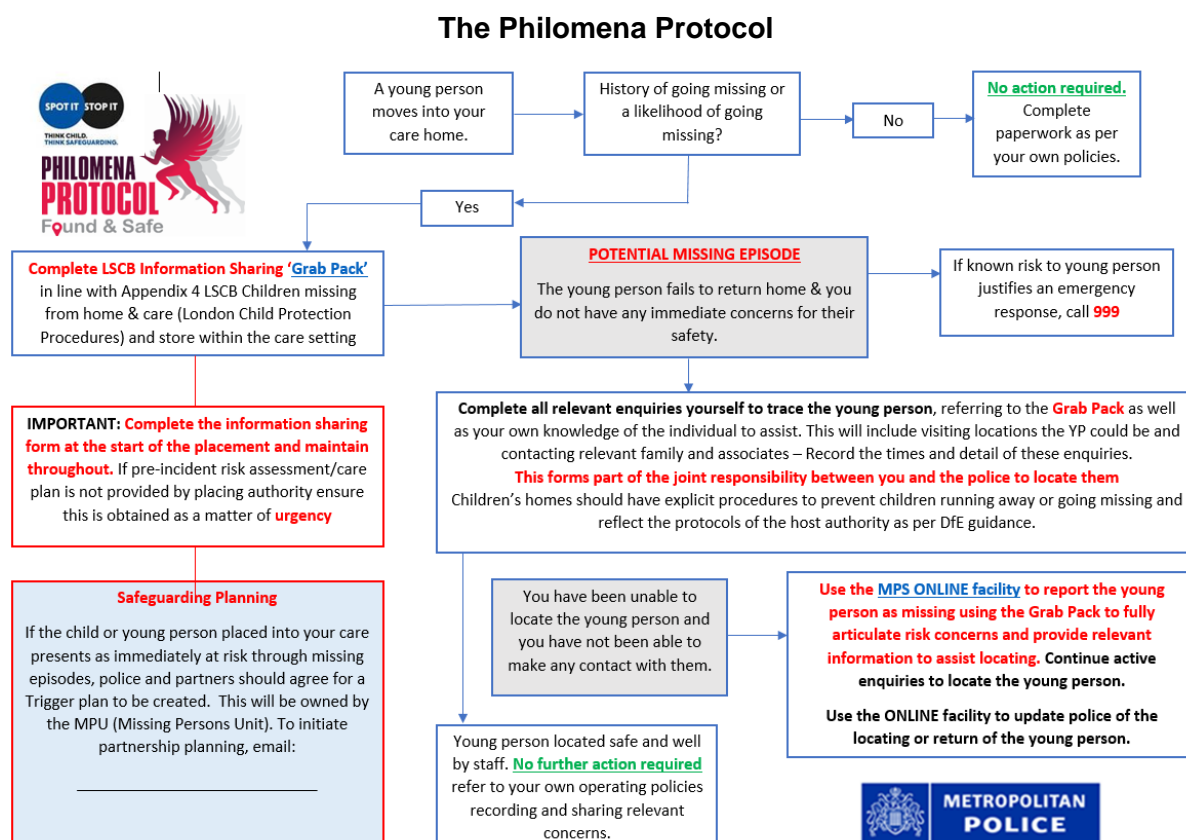 The Philomena Protocol
SPOT IT STOP IT
THINK CHILD.
THINK SAFEGUARDING.
PHILOMENA
PROTOCOL
Found & Safe
A young person
moves into your
care home.
History of going missing or
a likelihood of going
missing?
No
No action required.
Complete
paperwork as per
your own policies.
Yes
Complete LSCB Information Sharing ‘Grab Pack’
in line with Appendix 4 LSCB Children missing
from home & care (London Child Protection
Procedures) and store within the care setting
POTENTIAL MISSING EPISODE
The young person fails to return home & you
do not have any immediate concerns for their
safety.
If known risk to young person
justifies an emergency
response, call 999
IMPORTANT: Complete the information sharing
form at the start of the placement and maintain
throughout. If pre-incident risk assessment/care
plan is not provided by placing authority ensure
this is obtained as a matter of urgency
Complete all relevant enquiries yourself to trace the young person, referring to the Grab Pack as well
as your own knowledge of the individual to assist. This will include visiting locations the YP could be and
contacting relevant family and associates – Record the times and detail of these enquiries.
This forms part of the joint responsibility between you and the police to locate them
Children’s homes should have explicit procedures to prevent children running away or going missing and
reflect the protocols of the host authority as per DfE guidance.
Safeguarding Planning
If the child or young person placed into your care
presents as immediately at risk through missing
episodes, police and partners should agree for a
Trigger plan to be created. This will be owned by
the MPU (Missing Persons Unit). To initiate
partnership planning, email:
You have been unable to
locate the young person and
you have not been able to
make any contact with them.
Use the MPS ONLINE facility to report the young
person as missing using the Grab Pack to fully
articulate risk concerns and provide relevant
information to assist locating. Continue active
enquiries to locate the young person.
Use the ONLINE facility to update police of the
locating or return of the young person.
Young person located safe and well
by staff. No further action required
refer to your own operating policies
recording and sharing relevant
concerns.
METROPOLITAN
POLICE